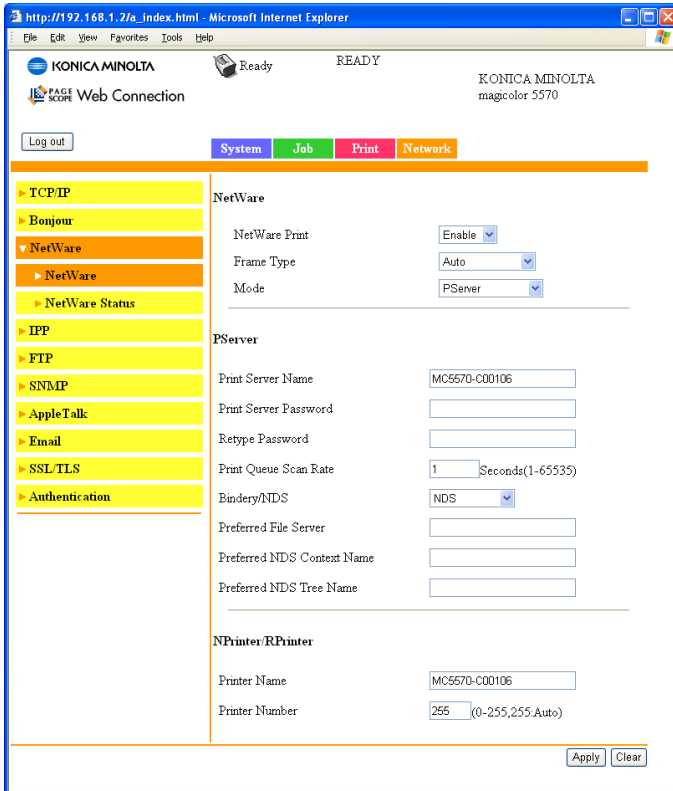 http://192.168.1.2/a_index.html - Microsoft Internet Explorer
File Edit View Favorites Tools Help
KONICA MINOLTA
Ready
READY
KONICA MINOLTA
magicolor 5570
PAGE SCOPE Web Connection
Log out
System Job Print Network
TCP/IP
Bonjour
NetWare
NetWare
NetWare Status
IPP
FTP
SNMP
AppleTalk
Email
SSL/TLS
Authentication
NetWare
NetWare Print Enable
Frame Type Auto
Mode PServer
PServer
Print Server Name MC5570-C00106
Print Server Password
Retype Password
Print Queue Scan Rate 1 Seconds(1-65535)
Bindery/NDS NDS
Preferred File Server
Preferred NDS Context Name
Preferred NDS Tree Name
NPrinter/RPrinter
Printer Name MC5570-C00106
Printer Number 255 (0-255,255:Auto)
Apply Clear